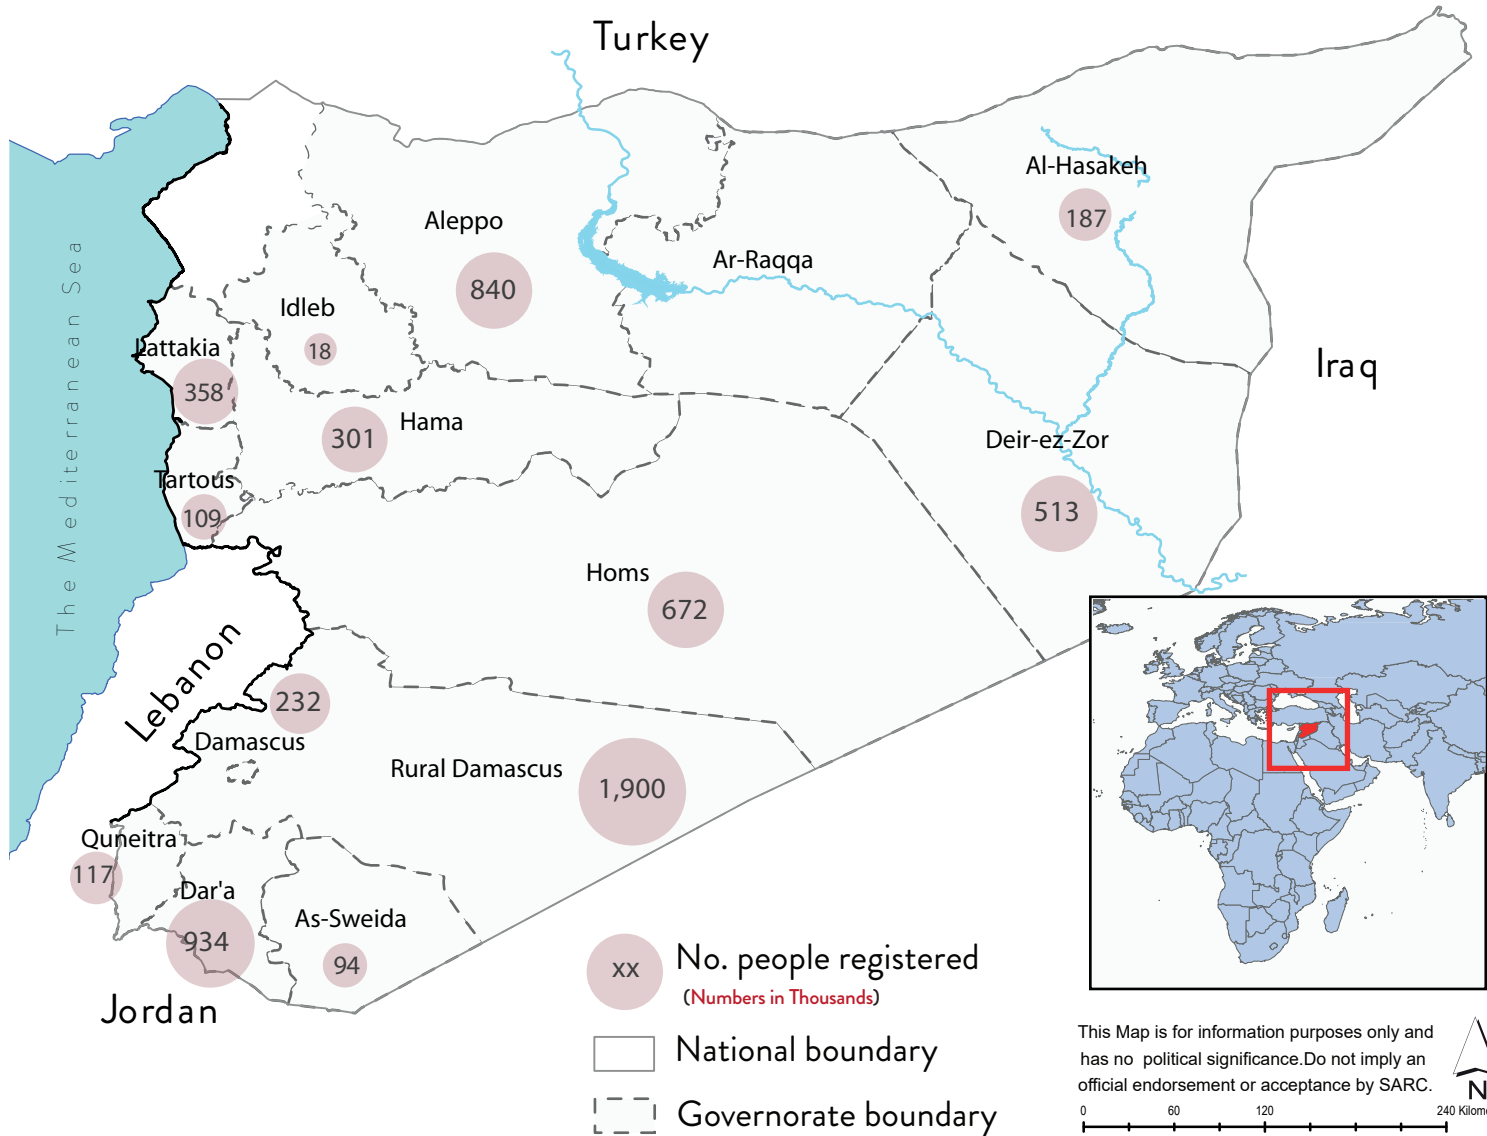 Turkey
Al-Hasakeh
187
Aleppo
840
Ar-Raqqa
Idleb
18
Lattakia
358
Iraq
Hama
301
Deir-ez-Zor
513
Tartous
109
The Mediterranean Sea
Homs
672
Lebanon
232
Damascus
Rural Damascus
1,900
Quneitra
117
Dar'a
934
As-Sweida
94
Jordan
xx
No. people registered
(Numbers in Thousands)
National boundary
Governorate boundary
This Map is for information purposes only and
has no political significance.Do not imply an
official endorsement or acceptance by SARC.
N
0 60 120 240 Kilome